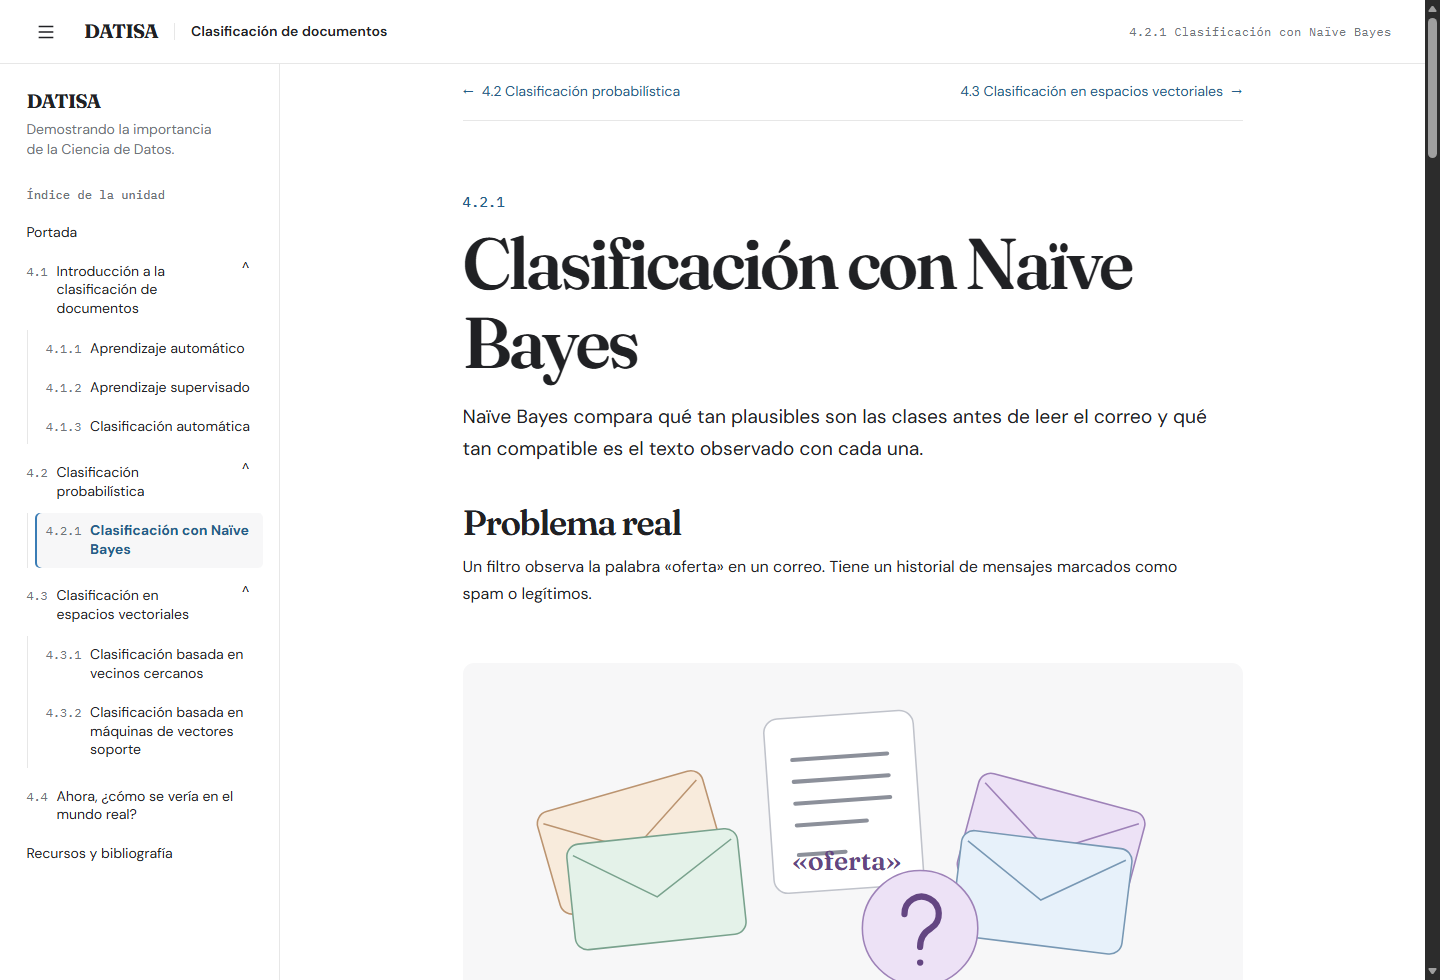 DATISA
Clasificación de documentos
4.2.1 Clasificación con Naïve Bayes
DATISA
Demostrando la importancia
de la Ciencia de Datos.
Índice de la unidad
Portada
4.1 Introducción a la
clasificación de
documentos
4.1.1 Aprendizaje automático
4.1.2 Aprendizaje supervisado
4.1.3 Clasificación automática
4.2 Clasificación
probabilística
4.2.1 Clasificación con Naïve
Bayes
4.3 Clasificación en
espacios vectoriales
4.3.1 Clasificación basada en
vecinos cercanos
4.3.2 Clasificación basada en
máquinas de vectores
soporte
4.4 Ahora, ¿cómo se vería en el
mundo real?
Recursos y bibliografía
← 4.2 Clasificación probabilística
4.3 Clasificación en espacios vectoriales →
4.2.1
Clasificación con Naïve
Bayes
Naïve Bayes compara qué tan plausibles son las clases antes de leer el correo y qué
tan compatible es el texto observado con cada una.
Problema real
Un filtro observa la palabra «oferta» en un correo. Tiene un historial de mensajes marcados como
spam o legítimos.
«oferta»
?